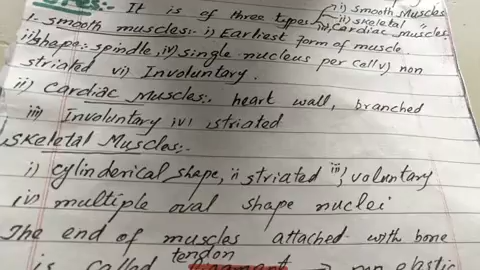 It is of three types i) smooth Muscles
ii) skeletal "
iii) Cardiac Muscles
1. smooth muscles:- i) Earliest form of muscle
ii) shape:- spindle, iv) single nucleus per cell v) non
striated vi) Involuntary.
ii) Cardiac Muscles:. heart wall, branched
iii) Involuntary iv) striated
Skeletal Muscles:-
i) cylinderical shape, ii striated iii) voluntary
iv) multiple oval shape nuclei
The end of muscles attached with bone
is called tendon → non elastic